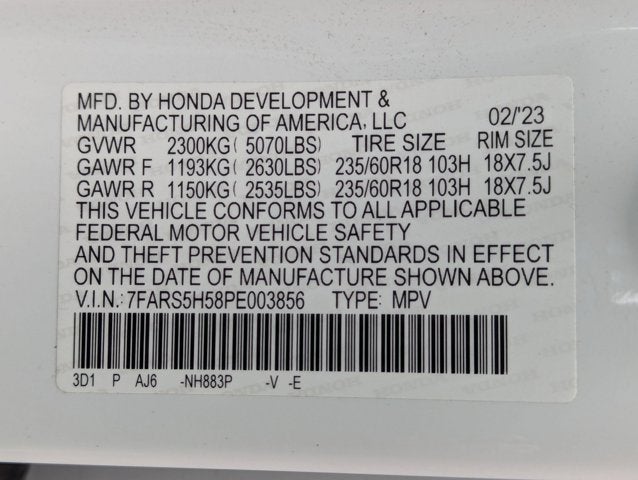 MFD. BY HONDA DEVELOPMENT &
MANUFACTURING OF AMERICA, LLC 02/'23
GVWR 2300KG( 5070LBS) TIRE SIZE RIM SIZE
GAWR F 1193KG( 2630LBS) 235/60R18 103H 18X7.5J
GAWR R 1150KG( 2535LBS) 235/60R18 103H 18X7.5J
THIS VEHICLE CONFORMS TO ALL APPLICABLE
FEDERAL MOTOR VEHICLE SAFETY
AND THEFT PREVENTION STANDARDS IN EFFECT
ON THE DATE OF MANUFACTURE SHOWN ABOVE.
V.I.N.:7FARS5H58PE003856 TYPE: MPV
3D1 P AJ6 -NH883P -V -E